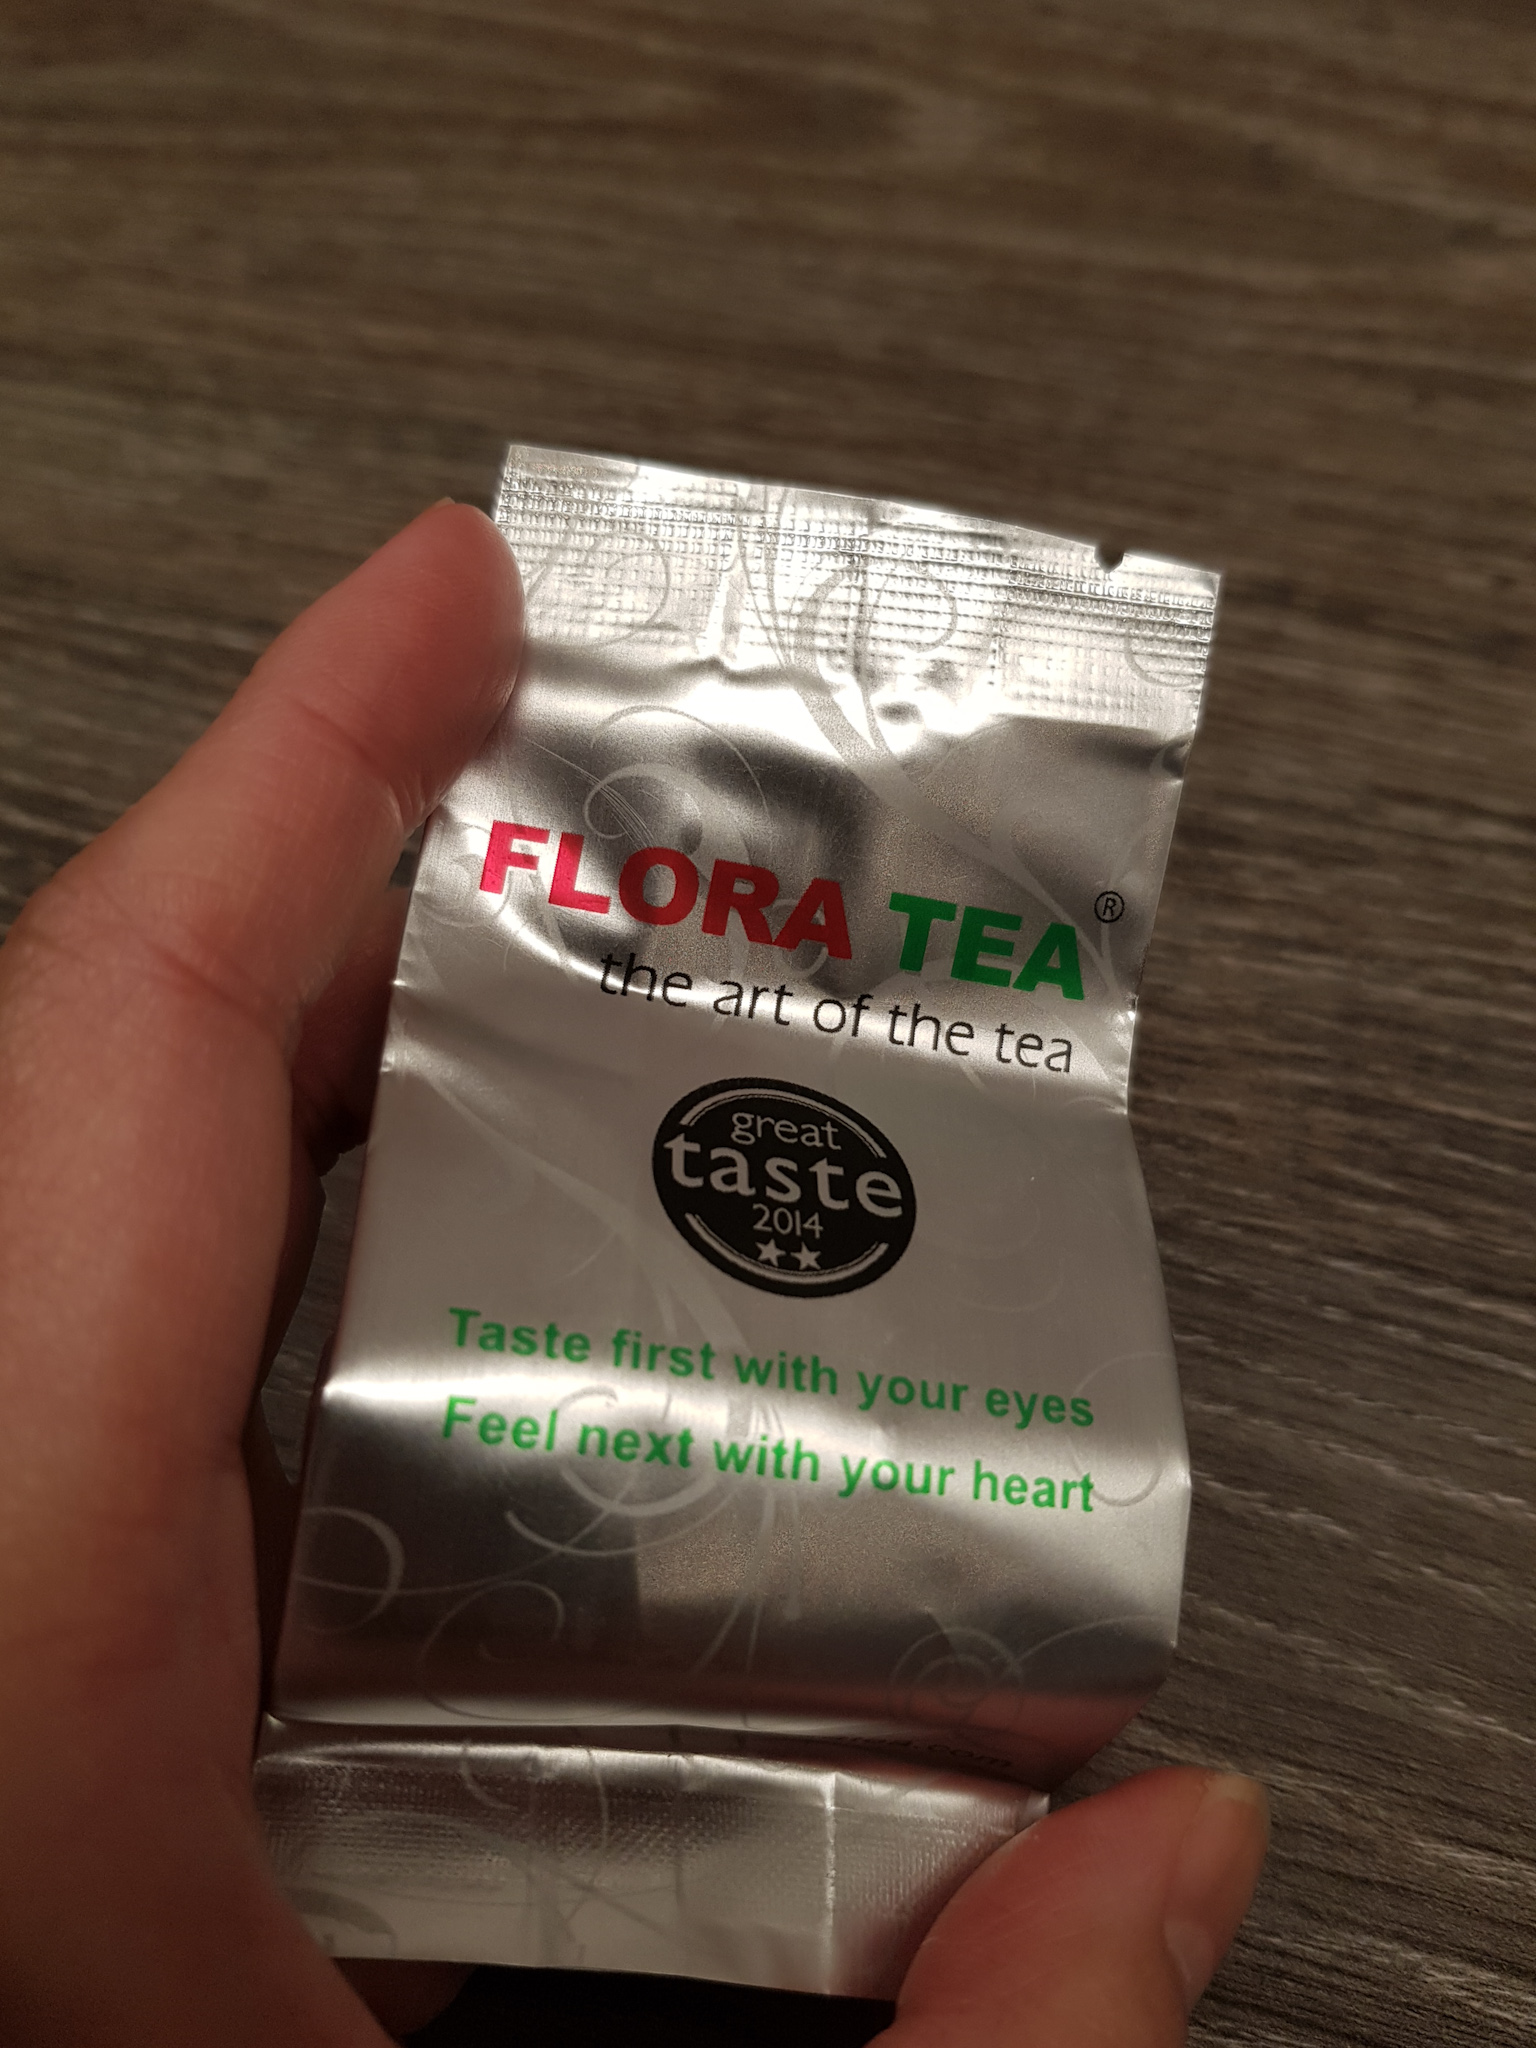 FLORA TEA ®
the art of the tea
great
taste
2014
Taste first with your eyes
Feel next with your heart